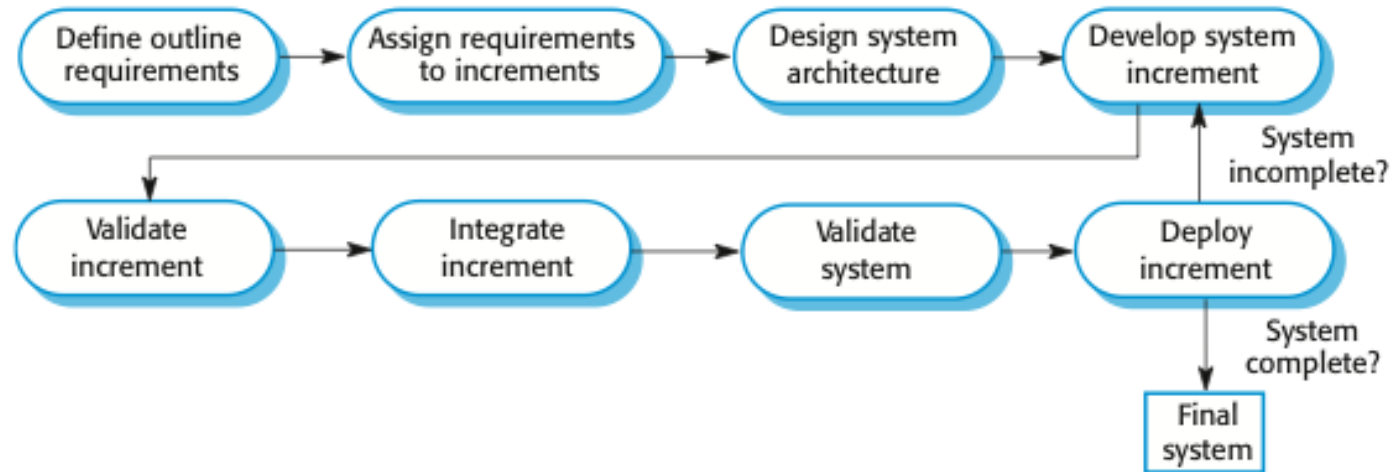 Define outline
requirements
Assign requirements
to increments
Design system
architecture
Develop system
increment
System
incomplete?
Validate
increment
Integrate
increment
Validate
system
Deploy
increment
System
complete?
Final
system